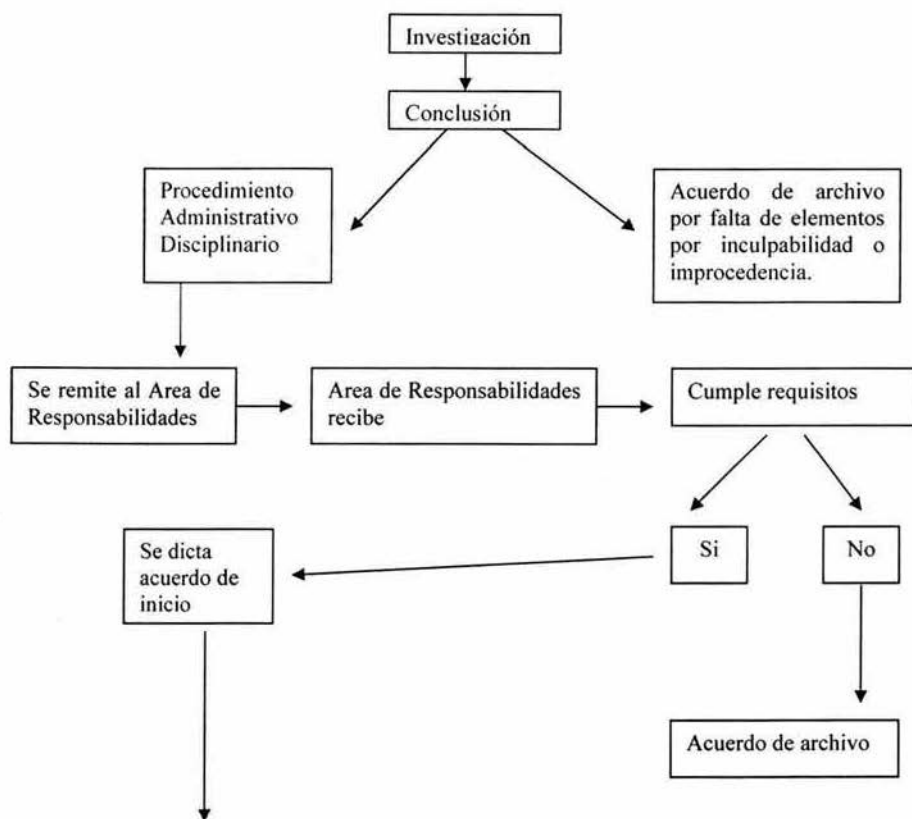 Investigación
Conclusión
Procedimiento
Administrativo
Disciplinario
Acuerdo de archivo
por falta de elementos
por inculpabilidad o
improcedencia.
Se remite al Area de
Responsabilidades
Area de Responsabilidades
recibe
Cumple requisitos
Se dicta
acuerdo de
inicio
Si
No
Acuerdo de archivo